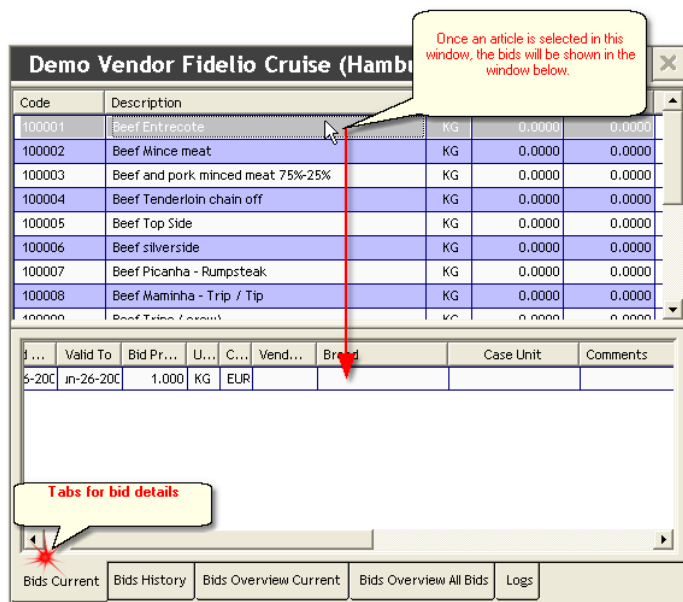 Once an article is selected in this
window, the bids will be shown in the
window below.
Demo Vendor Fidelio Cruise (Hambu
Code Description
100001 Beef Entrecote KG 0.0000 0.0000
100002 Beef Mince meat KG 0.0000 0.0000
100003 Beef and pork minced meat 75%-25% KG 0.0000 0.0000
100004 Beef Tenderloin chain off KG 0.0000 0.0000
100005 Beef Top Side KG 0.0000 0.0000
100006 Beef silverside KG 0.0000 0.0000
100007 Beef Picanha - Rumpsteak KG 0.0000 0.0000
100008 Beef Maminha - Trip / Tip KG 0.0000 0.0000
KG 0.0000 0.0000
Valid To Bid Pr... U... C... Vend... Brand Case Unit Comments
1.000 KG EUR
Tabs for bid details
Bids Current Bids History Bids Overview Current Bids Overview All Bids Logs